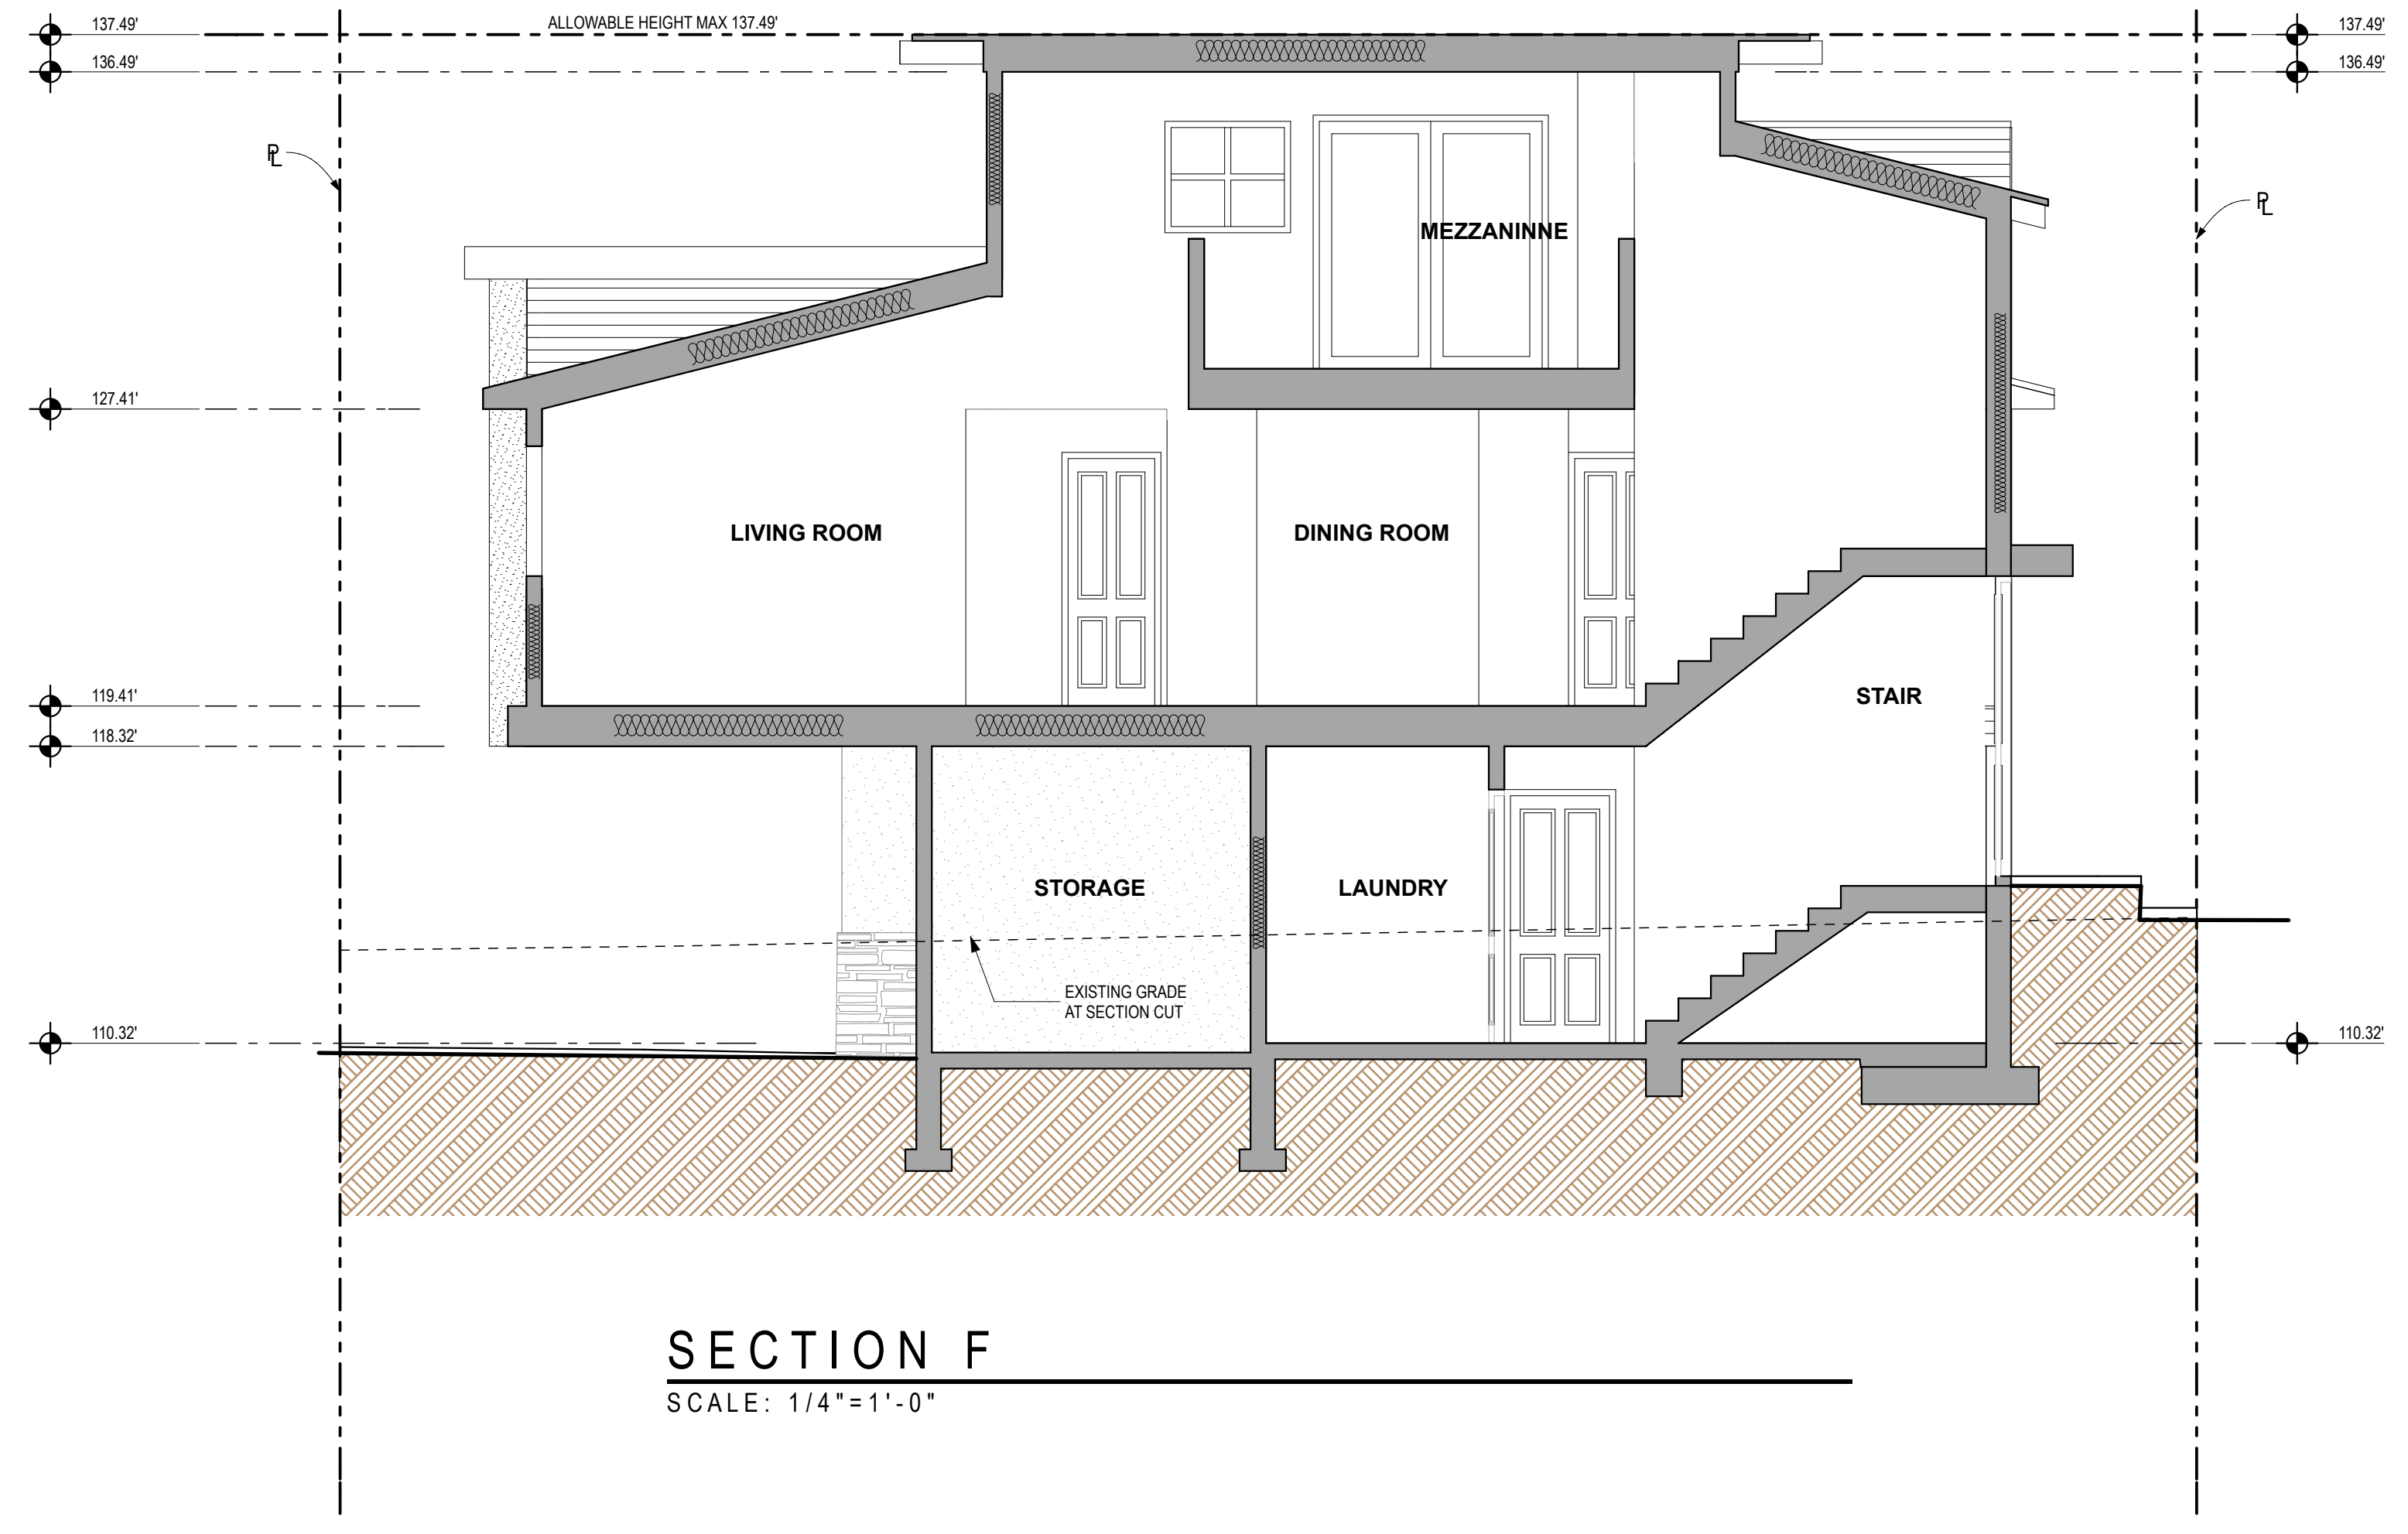 ALLOWABLE HEIGHT MAX 137.49'
137.49'
137.49'
136.49'
136.49'
PL
PL
MEZZANINNE
127.41'
LIVING ROOM
DINING ROOM
119.41'
STAIR
118.32'
STORAGE
LAUNDRY
EXISTING GRADE
AT SECTION CUT
110.32'
110.32'
SECTION F
SCALE: 1/4"=1'-0"